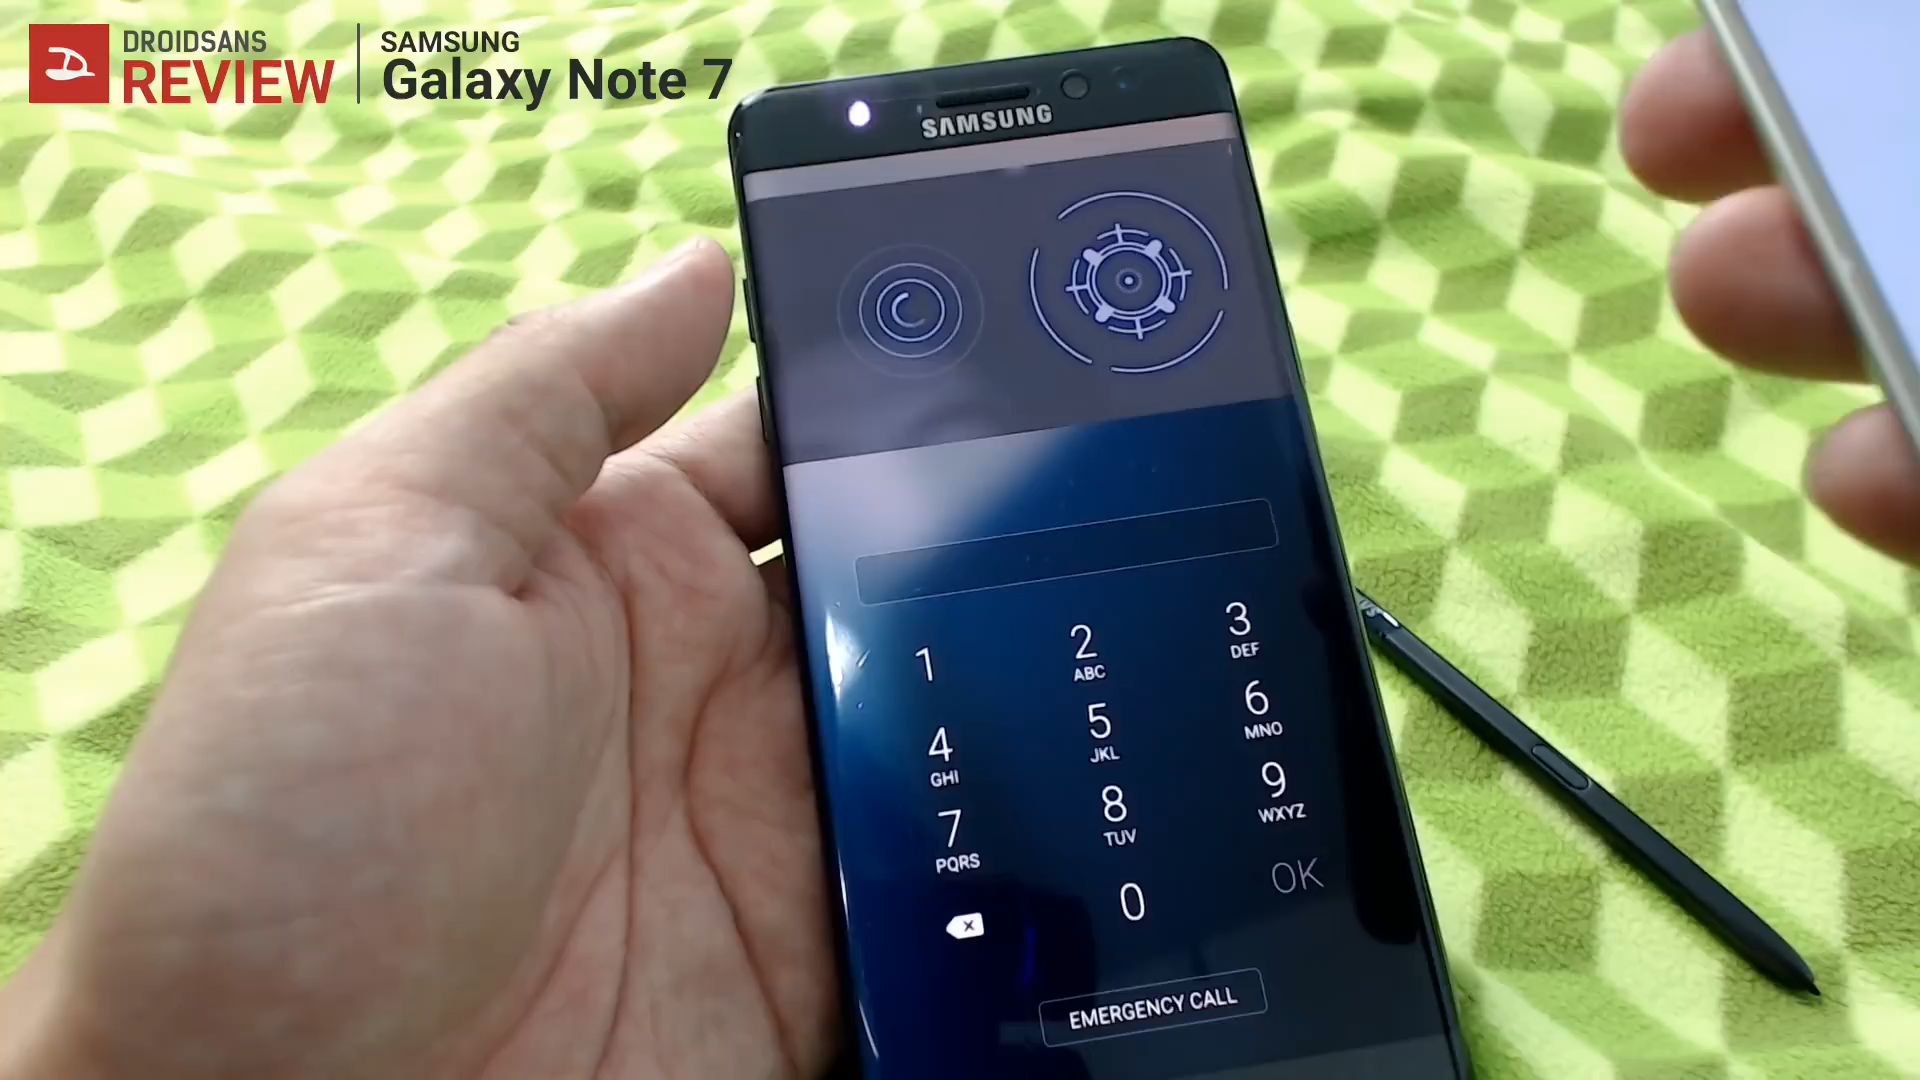 DROIDSANS
REVIEW
SAMSUNG
Galaxy Note 7
SAMSUNG
1
2
ABC
3
DEF
4
GHI
5
JKL
6
MNO
7
PQRS
8
TUV
9
WXYZ
0
OK
EMERGENCY CALL